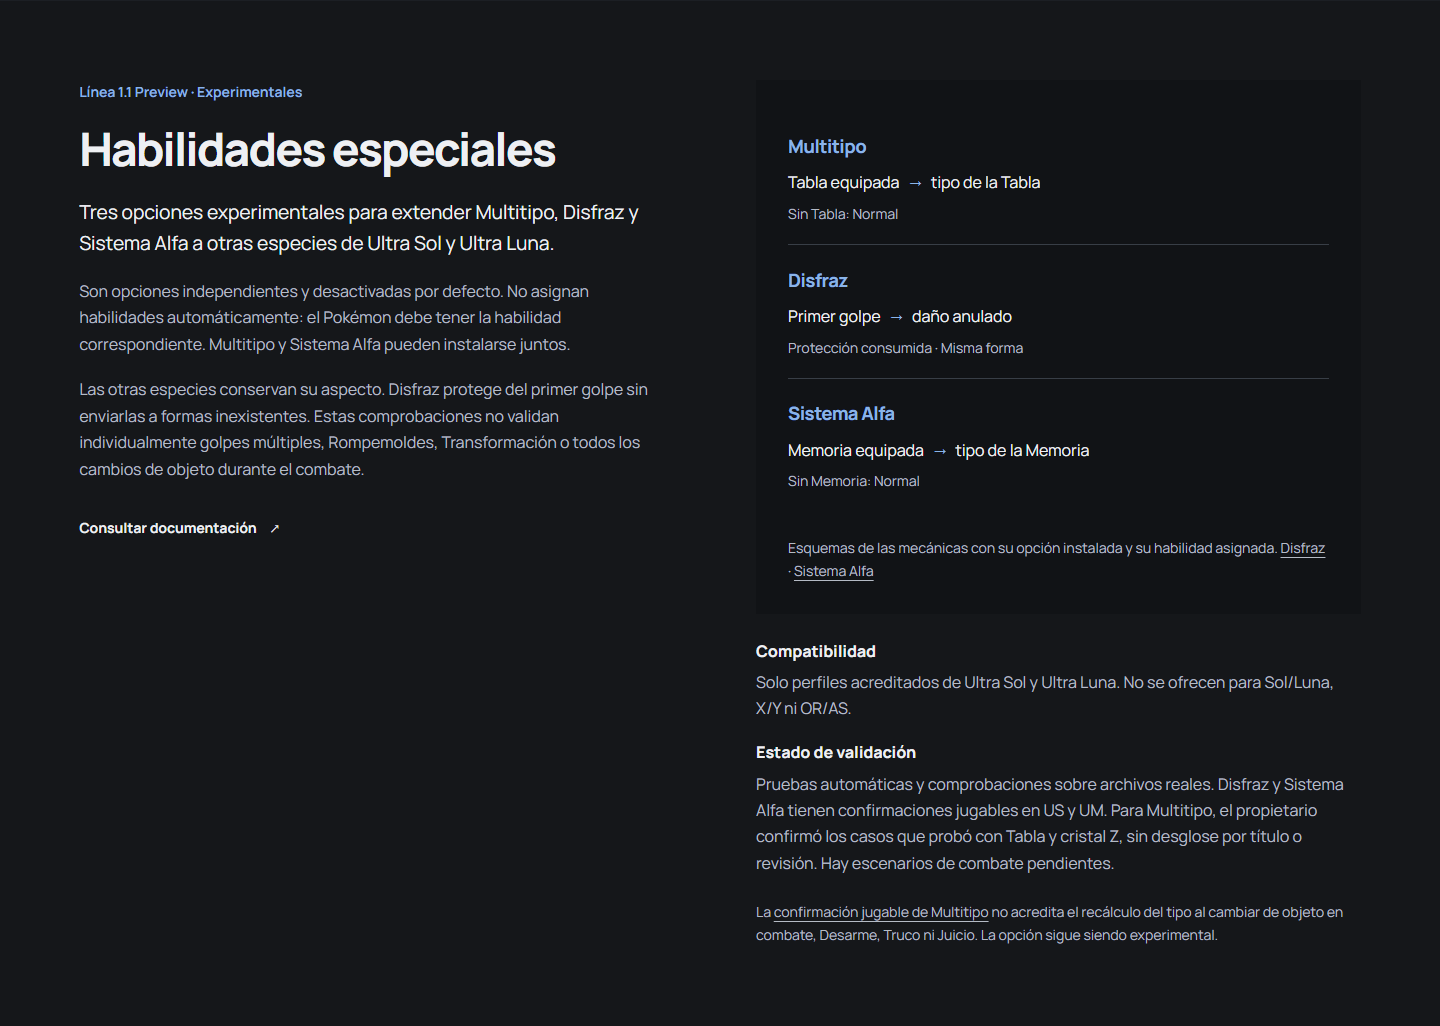 Línea 1.1 Preview · Experimentales
Habilidades especiales
Tres opciones experimentales para extender Multitipo, Disfraz y
Sistema Alfa a otras especies de Ultra Sol y Ultra Luna.
Son opciones independientes y desactivadas por defecto. No asignan
habilidades automáticamente: el Pokémon debe tener la habilidad
correspondiente. Multitipo y Sistema Alfa pueden instalarse juntos.
Las otras especies conservan su aspecto. Disfraz protege del primer golpe sin
enviarlas a formas inexistentes. Estas comprobaciones no validan
individualmente golpes múltiples, Rompemoldes, Transformación o todos los
cambios de objeto durante el combate.
Consultar documentación ↗
Multitipo
Tabla equipada → tipo de la Tabla
Sin Tabla: Normal
Disfraz
Primer golpe → daño anulado
Protección consumida · Misma forma
Sistema Alfa
Memoria equipada → tipo de la Memoria
Sin Memoria: Normal
Esquemas de las mecánicas con su opción instalada y su habilidad asignada. Disfraz
· Sistema Alfa
Compatibilidad
Solo perfiles acreditados de Ultra Sol y Ultra Luna. No se ofrecen para Sol/Luna,
X/Y ni OR/AS.
Estado de validación
Pruebas automáticas y comprobaciones sobre archivos reales. Disfraz y Sistema
Alfa tienen confirmaciones jugables en US y UM. Para Multitipo, el propietario
confirmó los casos que probó con Tabla y cristal Z, sin desglose por título o
revisión. Hay escenarios de combate pendientes.
La confirmación jugable de Multitipo no acredita el recálculo del tipo al cambiar de objeto en
combate, Desarme, Truco ni Juicio. La opción sigue siendo experimental.